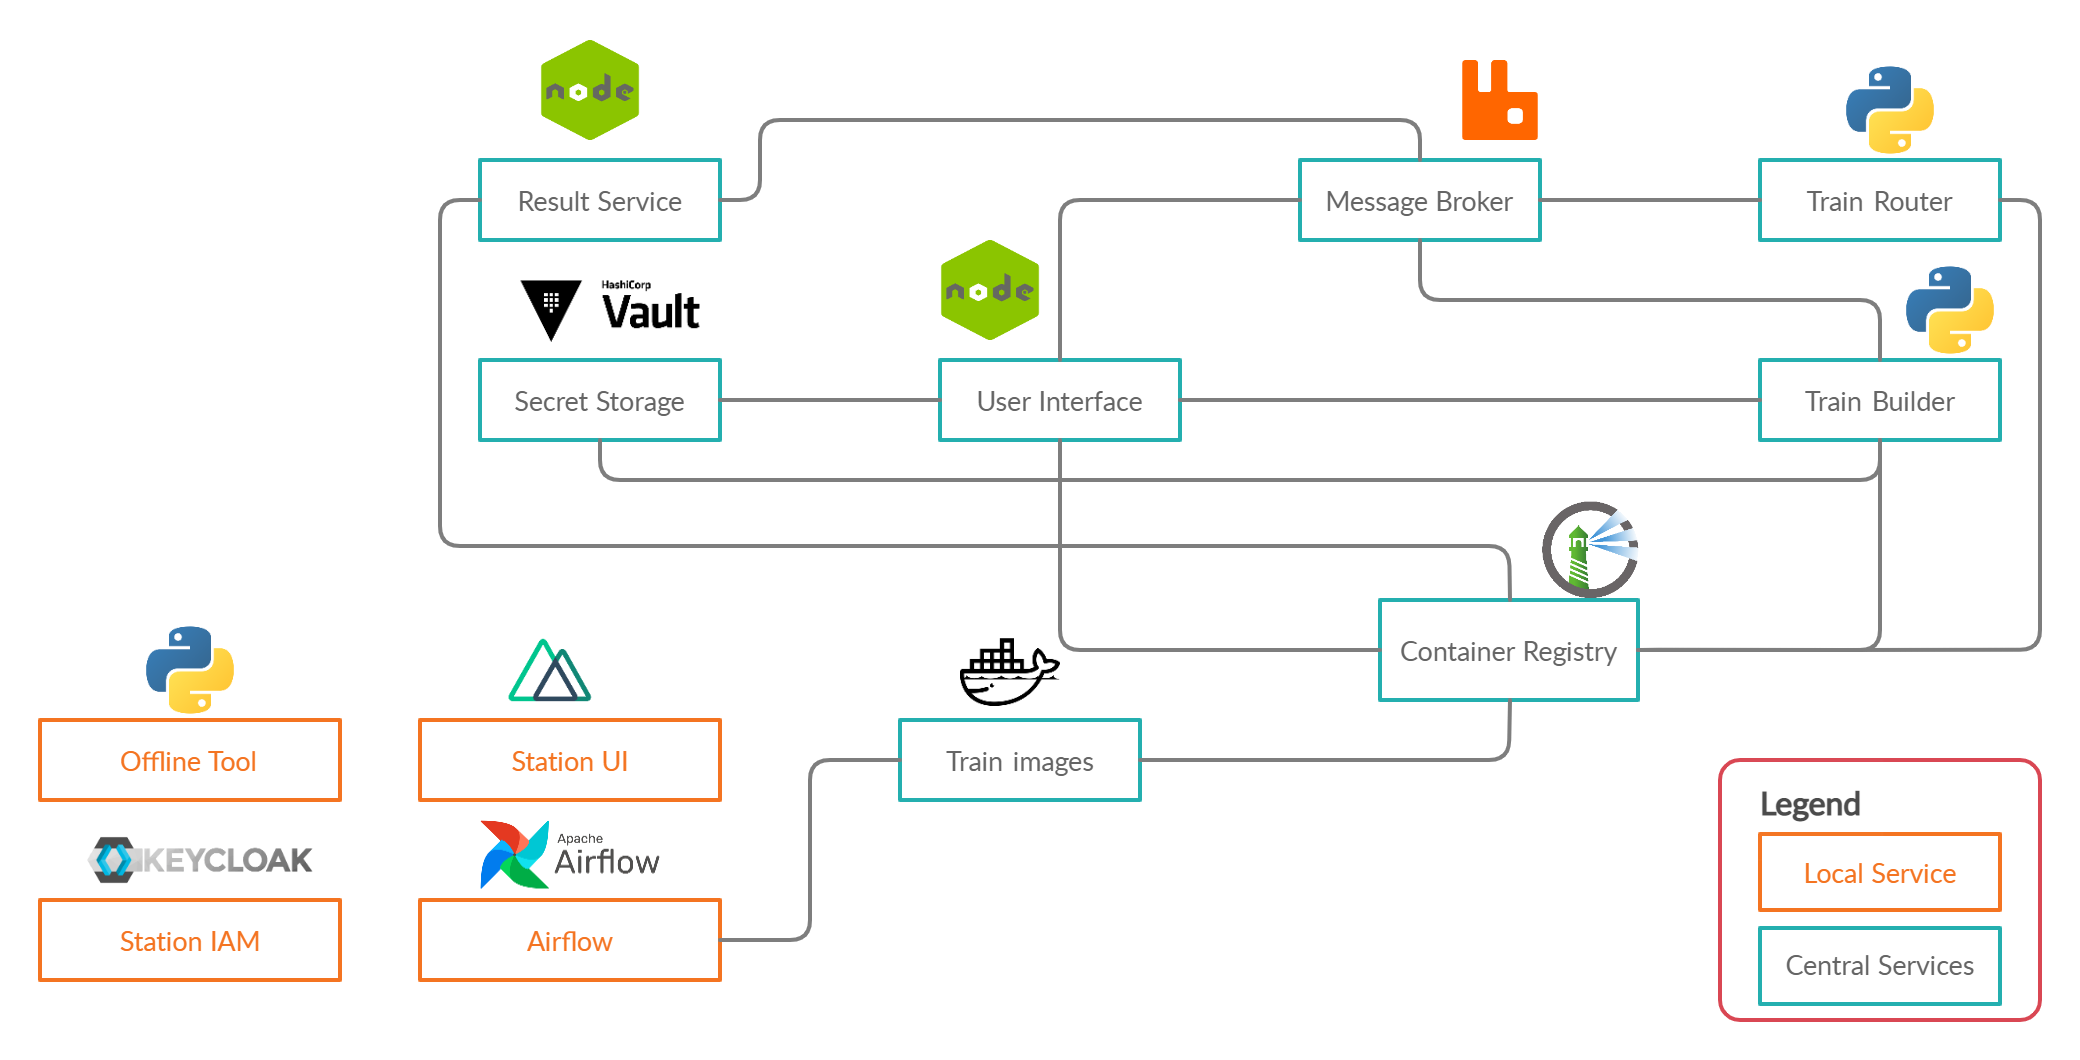 node
Result Service
Message Broker
Train Router
HashiCorp
Vault
node
Secret Storage
User Interface
Train Builder
Container Registry
Offline Tool
Station UI
Train images
Legend
KEYCLOAK
Apache
Airflow
Local Service
Station IAM
Airflow
Central Services